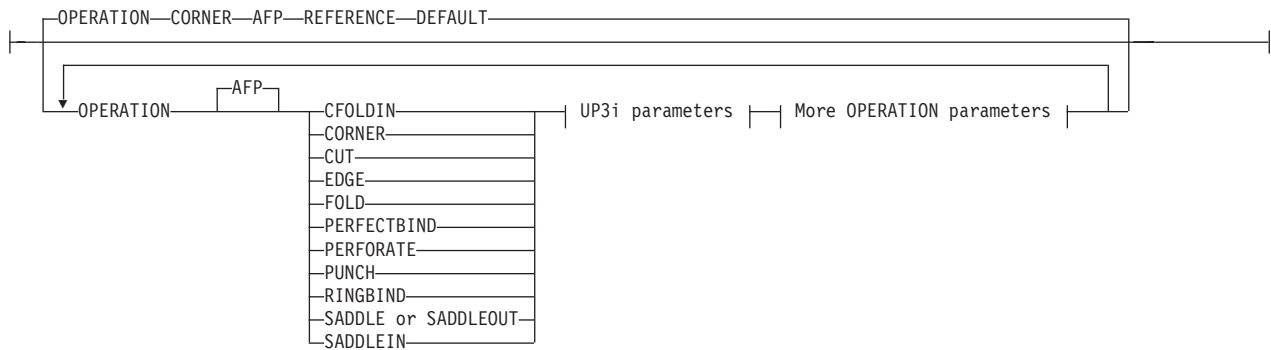 OPERATION CORNER AFP REFERENCE DEFAULT
AFP
OPERATION CFOLDIN UP3i parameters More OPERATION parameters
CORNER
CUT
EDGE
FOLD
PERFECTBIND
PERFORATE
PUNCH
RINGBIND
SADDLE or SADDLEOUT
SADDLEIN